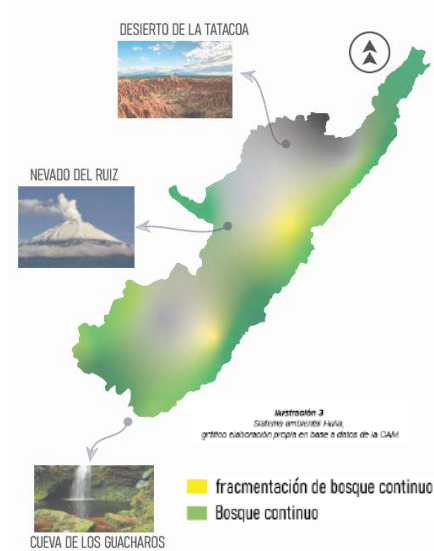 DESIERTO DE LA TATACOA
NEVADO DEL RUIZ
Ilustración 3
Sistema ambiental Huila,
gráfico elaboración propia en base a datos de la CAM
fracmentación de bosque continuo
Bosque continuo
CUEVA DE LOS GUACHAROS